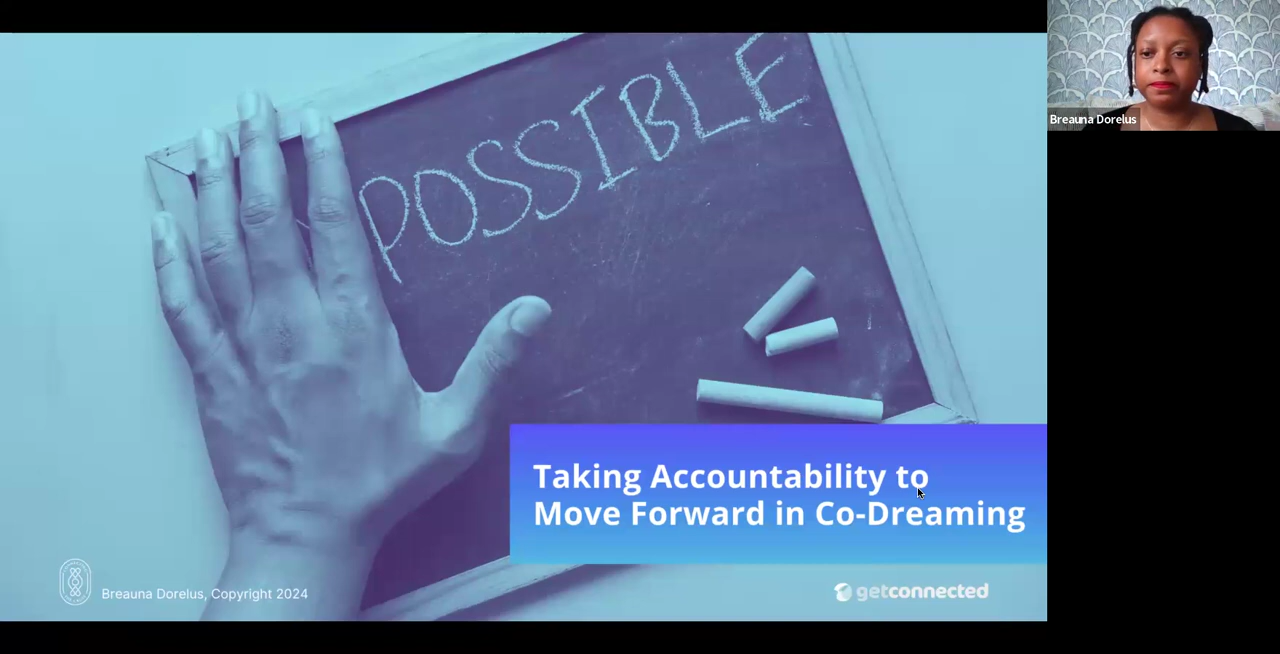 POSSIBLE
Breauna Dorelus
Taking Accountability to
Move Forward in Co-Dreaming
Breauna Dorelus, Copyright 2024
getconnected